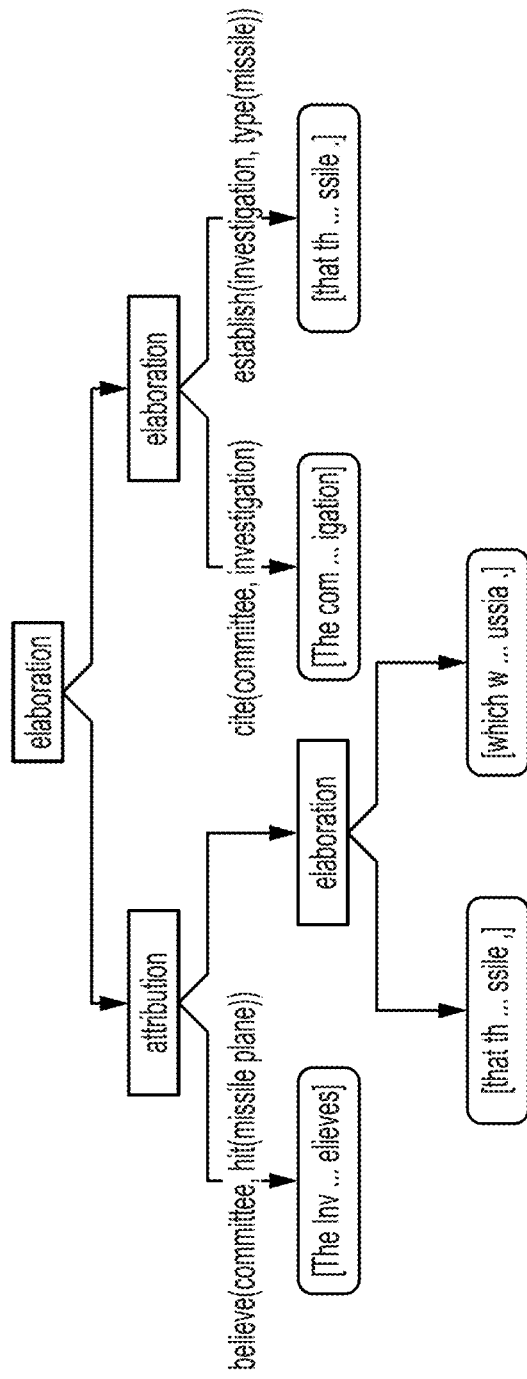 elaboration
attribution
elaboration
believe(committee, hit(missile plane))
cite(committee, investigation)
establish(investigation, type(missile))
[The Inv ... elieves]
elaboration
[The com ... igation]
[that th ... ssile .]
[that th ... ssile ,]
[which w ... ussia .]